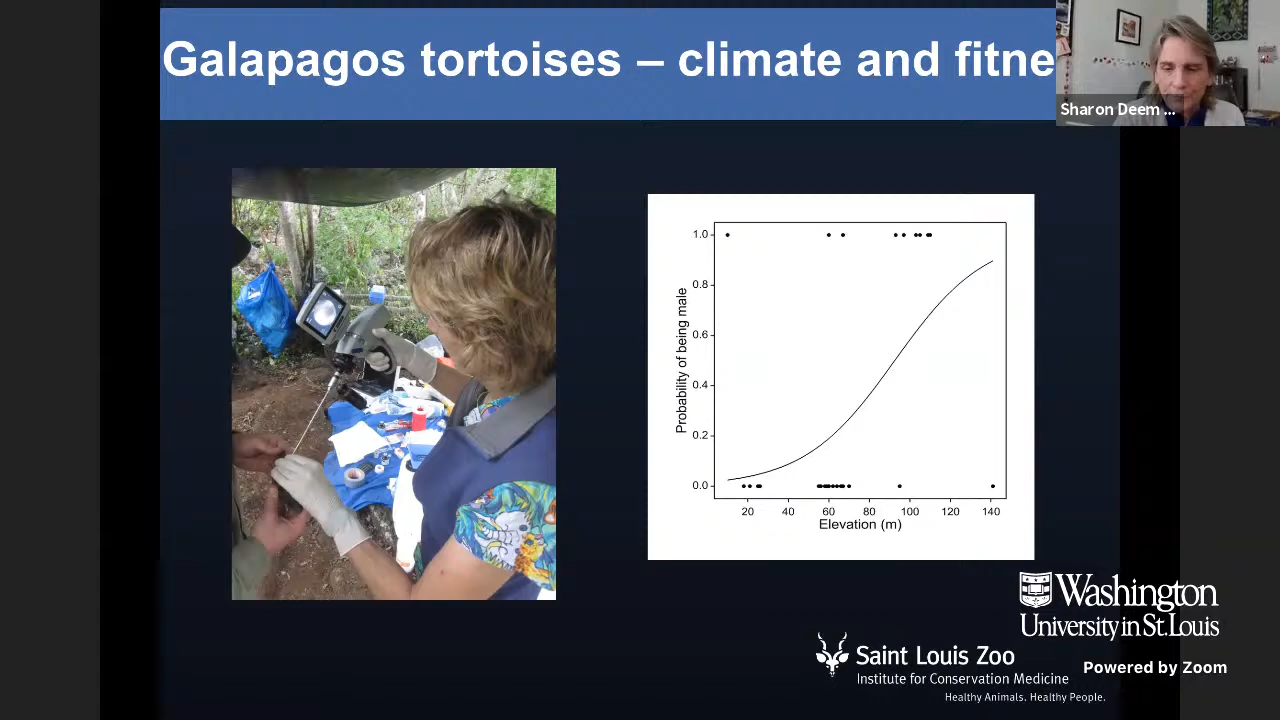 Galapagos tortoises – climate and fitne
Sharon Deem ...
1.0
0.8
0.6
0.4
0.2
0.0
Probability of being male
20 40 60 80 100 120 140
Elevation (m)
Washington
University in St. Louis
Saint Louis Zoo
Institute for Conservation Medicine
Healthy Animals. Healthy People.
Powered by Zoom